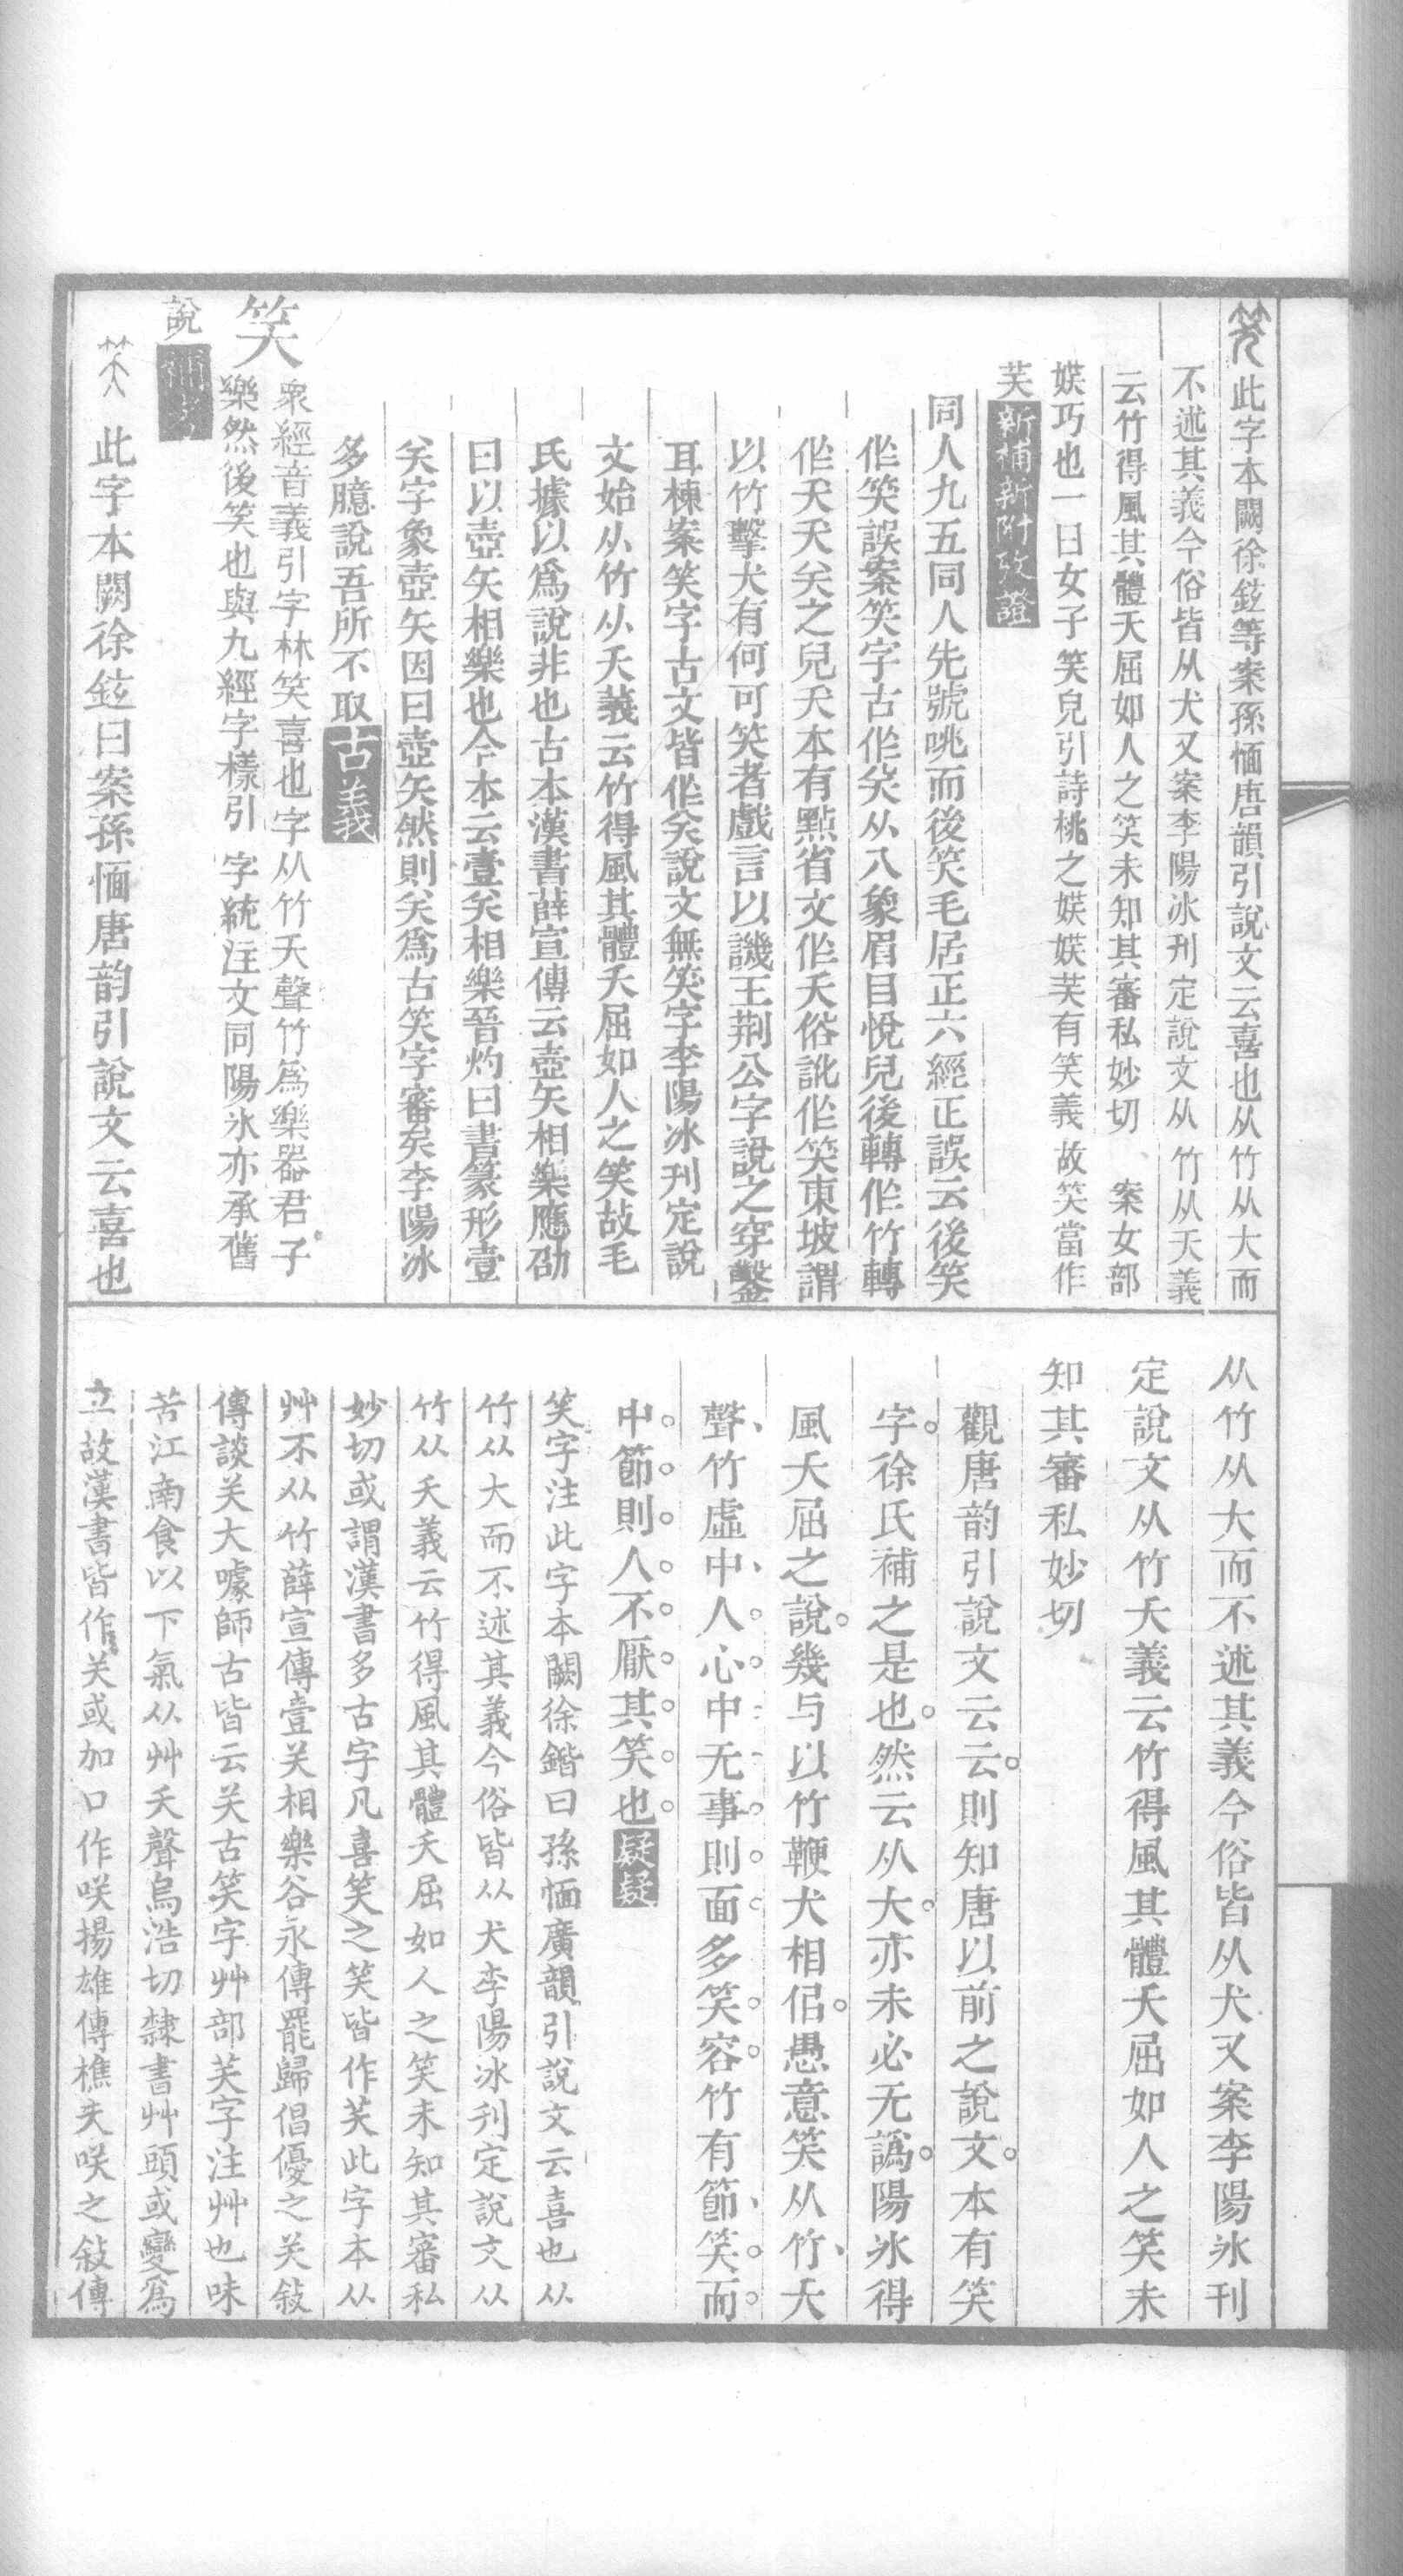 此字本闕徐鉉等案孫愐唐韻引說文云喜也从竹从犬而
不述其義今俗皆从犬又案李陽冰刊定說文从竹从夭義
云竹得風其體夭屈如人之笑未知其審私妙切 案女部
媄巧也一曰女子笑皃引詩桃之媄媄芺有笑義故笑當作
芺新補新附攷證
同人九五同人先號咷而後笑毛居正六經正誤云後笑
作笑誤案笑字古作𥬇从八象眉目悅皃後轉作竹轉
作夭夭𥬇之皃夭本有㸃省文作夭俗訛作笑東坡謂
以竹擊犬有何可笑者戲言以譏王荆公字說之穿鑿
耳棟案笑字古文皆作关說文無笑字李陽冰刊定說
文始从竹从夭義云竹得風其體夭屈如人之笑故毛
氏據以爲說非也古本漢書薛宣傳云壺矢相樂應劭
曰以壺矢相樂也今本云壹关相樂晉灼曰書篆形壹
关字象壺矢因曰壺矢然則关爲古笑字審矣李陽冰
多臆說吾所不取古義
笑 衆經音義引字林笑喜也字从竹夭聲竹爲樂器君子
樂然後笑也與九經字樣引 字統注文同陽冰亦承舊
說補考
此字本闕徐鉉曰案孫愐唐韵引說文云喜也
从竹从犬而不述其義今俗皆从犬又案李陽冰刊
定說文从竹夭義云竹得風其體夭屈如人之笑未
知其審私妙切
觀唐韵引說文云云則知唐以前之說文本有笑
字徐氏補之是也然云从犬亦未必无譌陽冰得
風夭屈之說幾与以竹鞭犬相佀愚意笑从竹夭
聲竹虛中人心中无事則面多笑容竹有節笑而
中節則人不厭其笑也疑疑
笑字注此字本闕徐鍇曰孫愐廣韻引說文云喜也从
竹从犬而不述其義今俗皆从犬李陽冰刋定說文从
竹从夭義云竹得風其體夭屈如人之笑未知其審私
妙切或謂漢書多古字凡喜笑之笑皆作芺此字本从
艸不从竹薛宣傳壹关相樂谷永傳罷歸倡優之关敍
傳談关大噱師古皆云关古笑字艸部芺字注艸也味
苦江南食以下氣从艸夭聲烏浩切隸書艸頭或變爲
立故漢書皆作关或加口作咲揚雄傳樵夫咲之敍傳